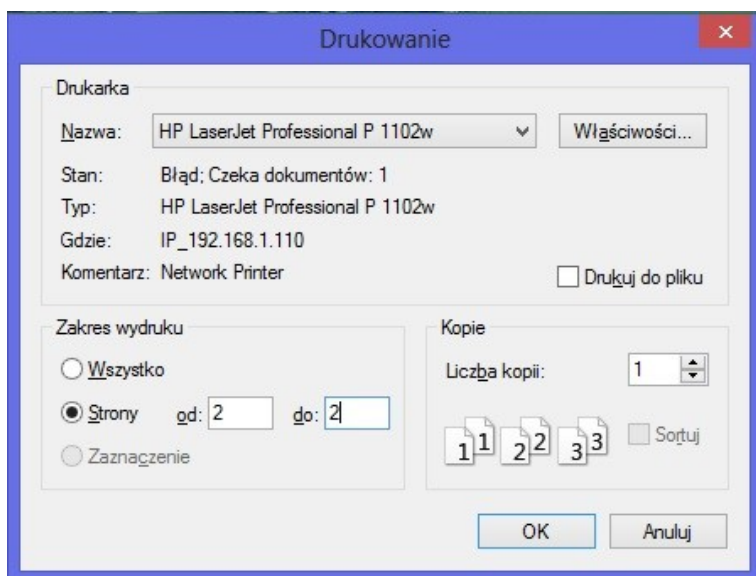 Drukowanie
Drukarka
Nazwa: HP LaserJet Professional P 1102w Właściwości...
Stan: Błąd; Czeka dokumentów: 1
Typ: HP LaserJet Professional P 1102w
Gdzie: IP_192.168.1.110
Komentarz: Network Printer Drukuj do pliku
Zakres wydruku
Wszystko
Strony od: 2 do: 2
Zaznaczenie
Kopie
Liczba kopii: 1
1 1 2 2 3 3 Sortuj
OK Anuluj